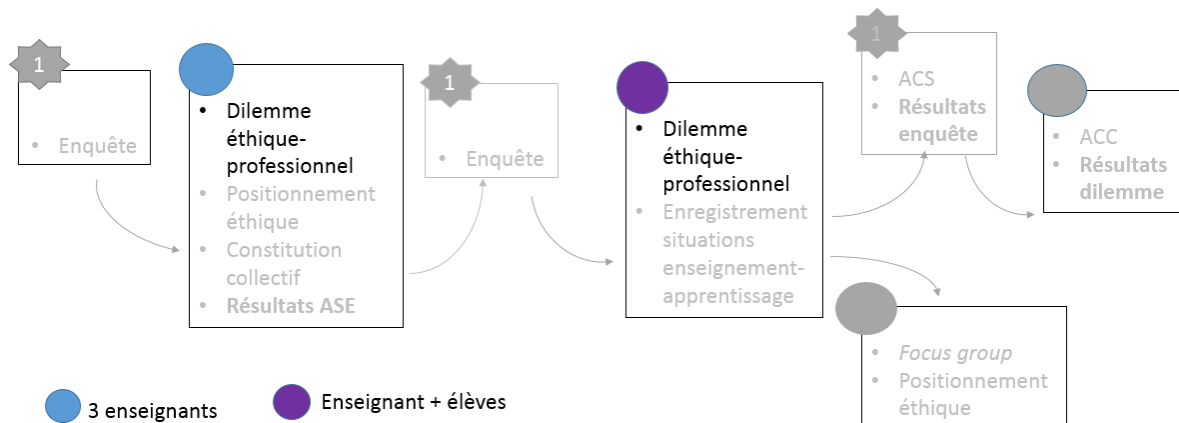 1
• Enquête
• Dilemme
éthique-
professionnel
• Positionnement
éthique
• Constitution
collectif
• Résultats ASE
1
• Enquête
• Dilemme
éthique-
professionnel
• Enregistrement
situations
enseignement-
apprentissage
1
• ACS
• Résultats
enquête
• ACC
• Résultats
dilemme
• Focus group
• Positionnement
éthique
3 enseignants
Enseignant + élèves